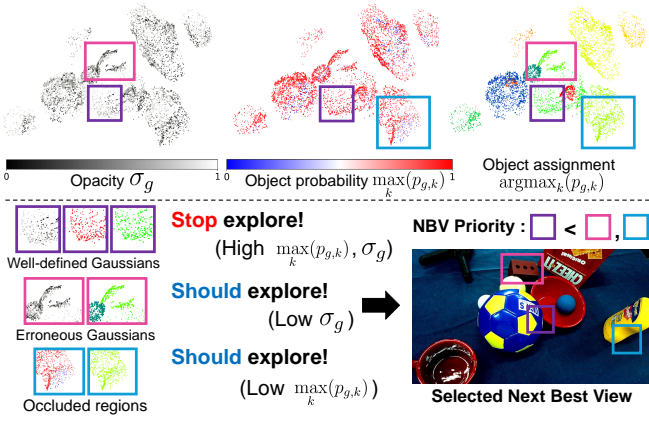 0
1
Opacity σ_g
0
1
Object probability max_k(p_{g,k})
Object assignment
argmax_k(p_{g,k})
Well-defined Gaussians
Stop explore!
(High max_k(p_{g,k}), σ_g)
Erroneous Gaussians
Should explore!
(Low σ_g)
Occluded regions
Should explore!
(Low max_k(p_{g,k}))
NBV Priority : < ,
CHEEZ-IT
Selected Next Best View